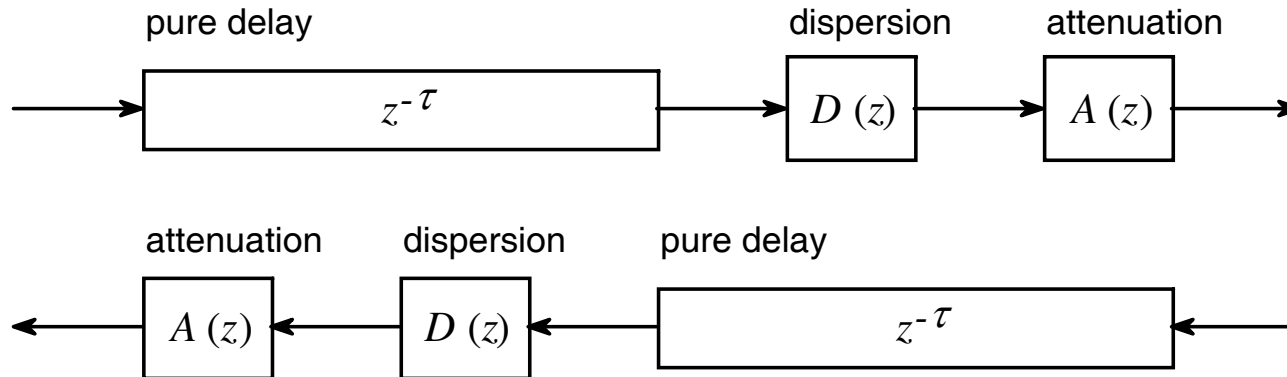 pure delay dispersion attenuation
z^-τ D (z) A (z)
attenuation dispersion pure delay
A (z) D (z) z^-τ